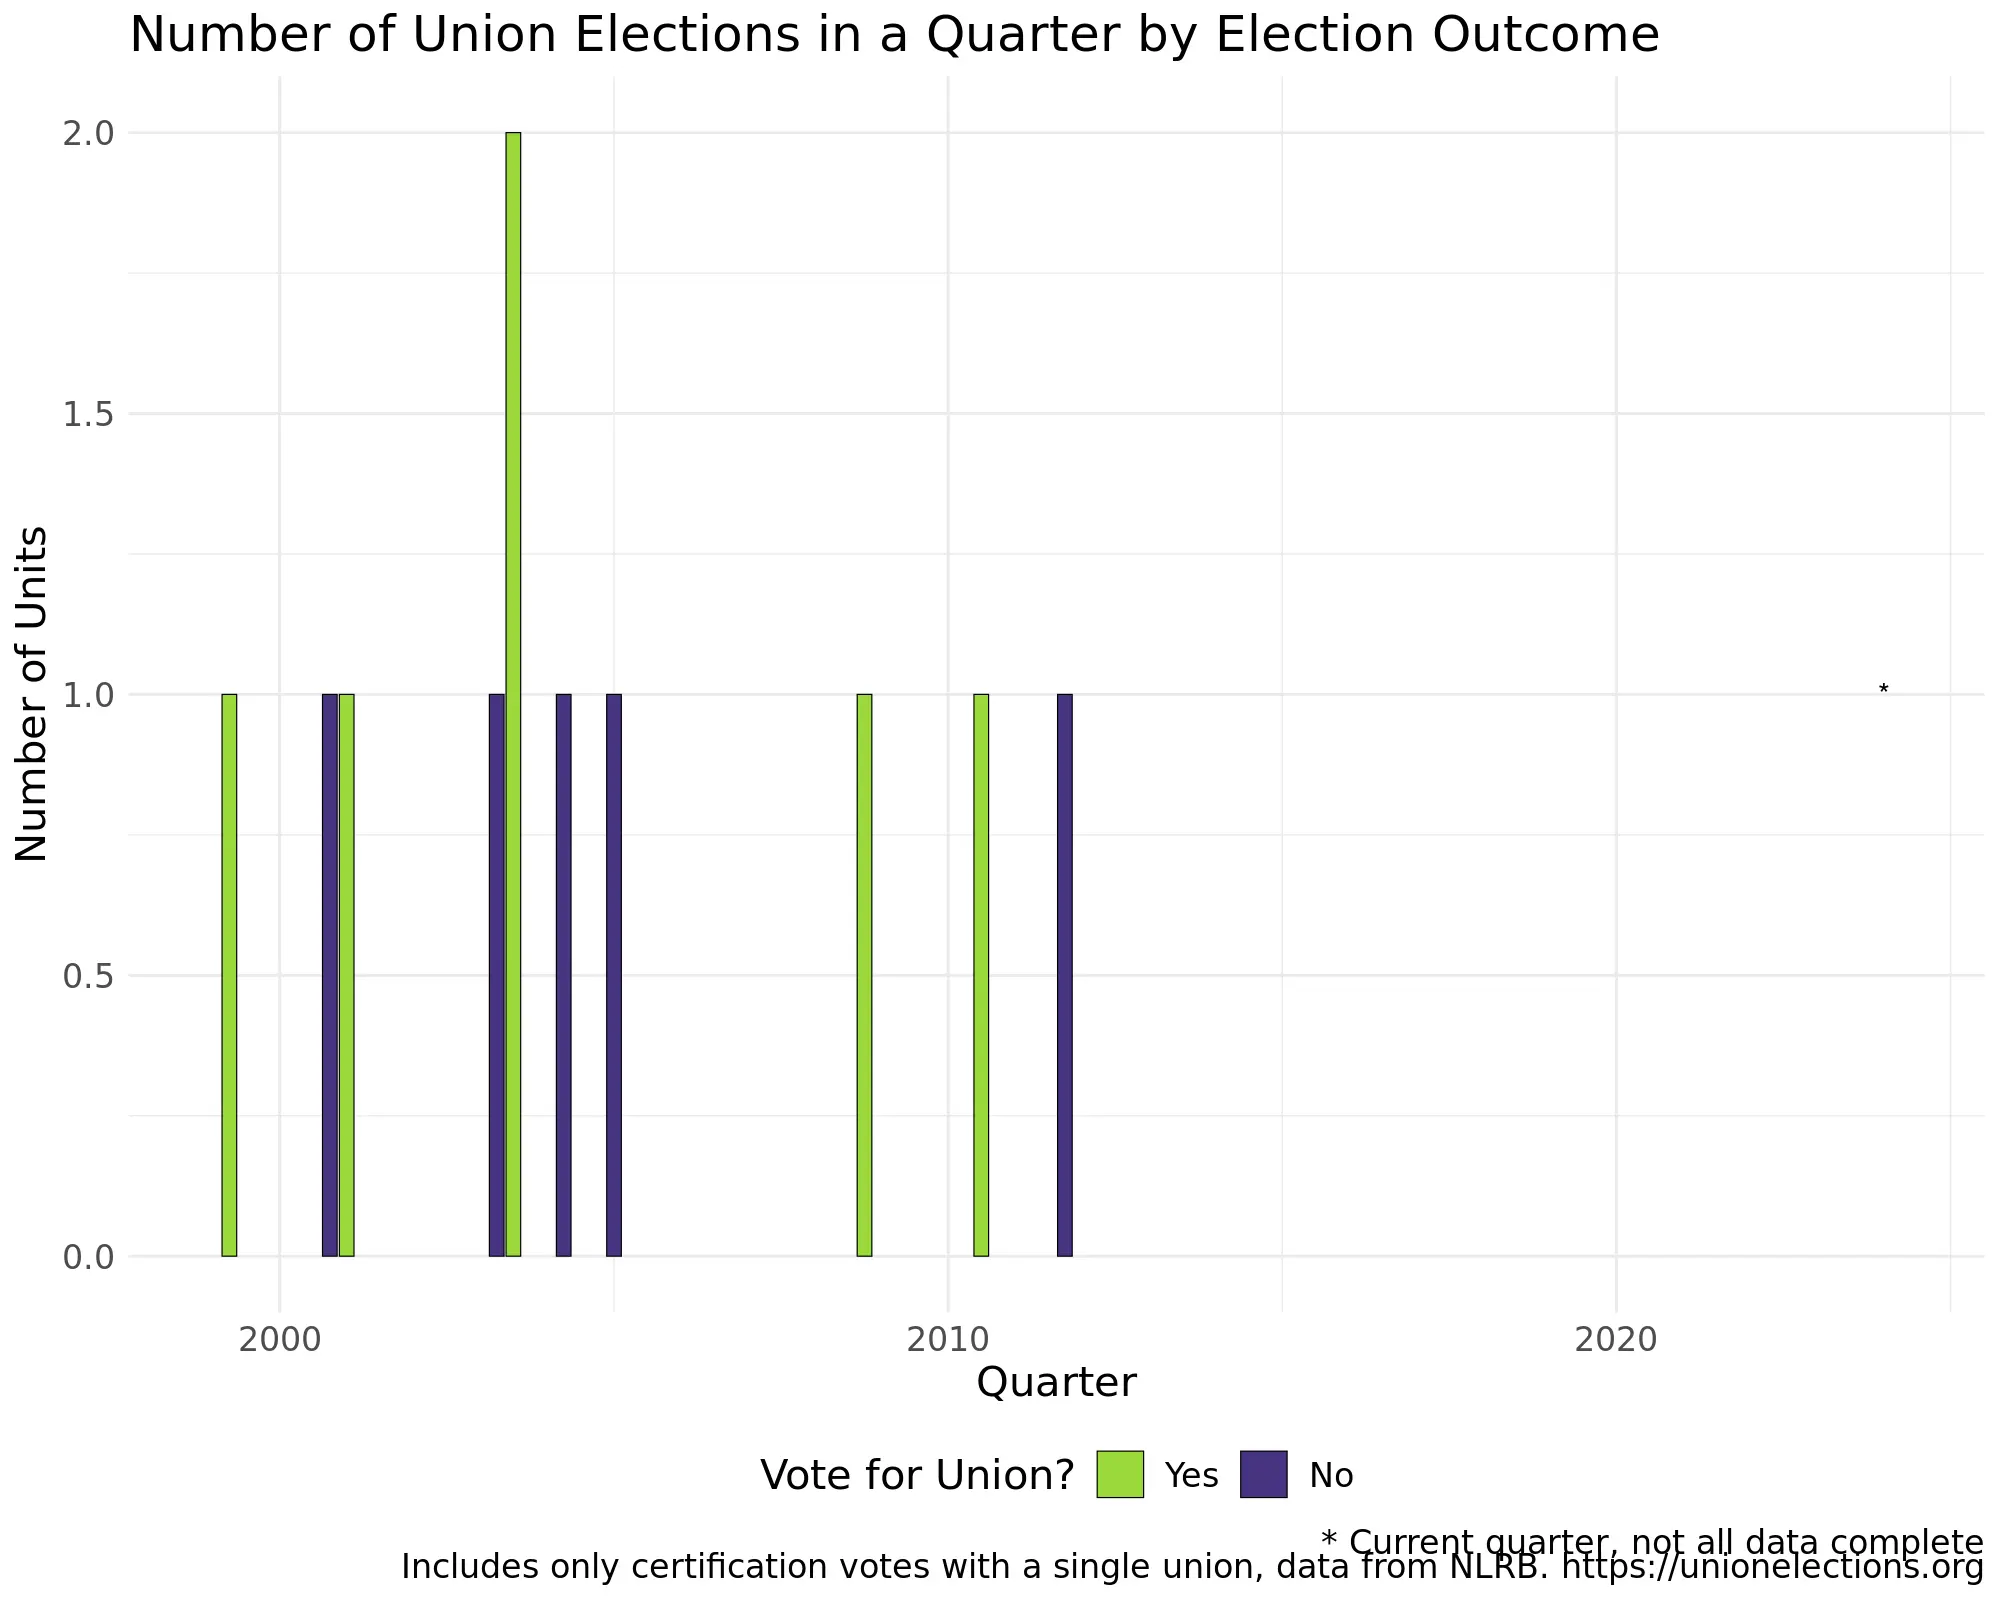 Number of Union Elections in a Quarter by Election Outcome
Number of Units
2.0
1.5
1.0
0.5
0.0
*
2000 2010 2020
Quarter
Vote for Union? Yes No
* Current quarter, not all data complete
Includes only certification votes with a single union, data from NLRB. https://unionelections.org